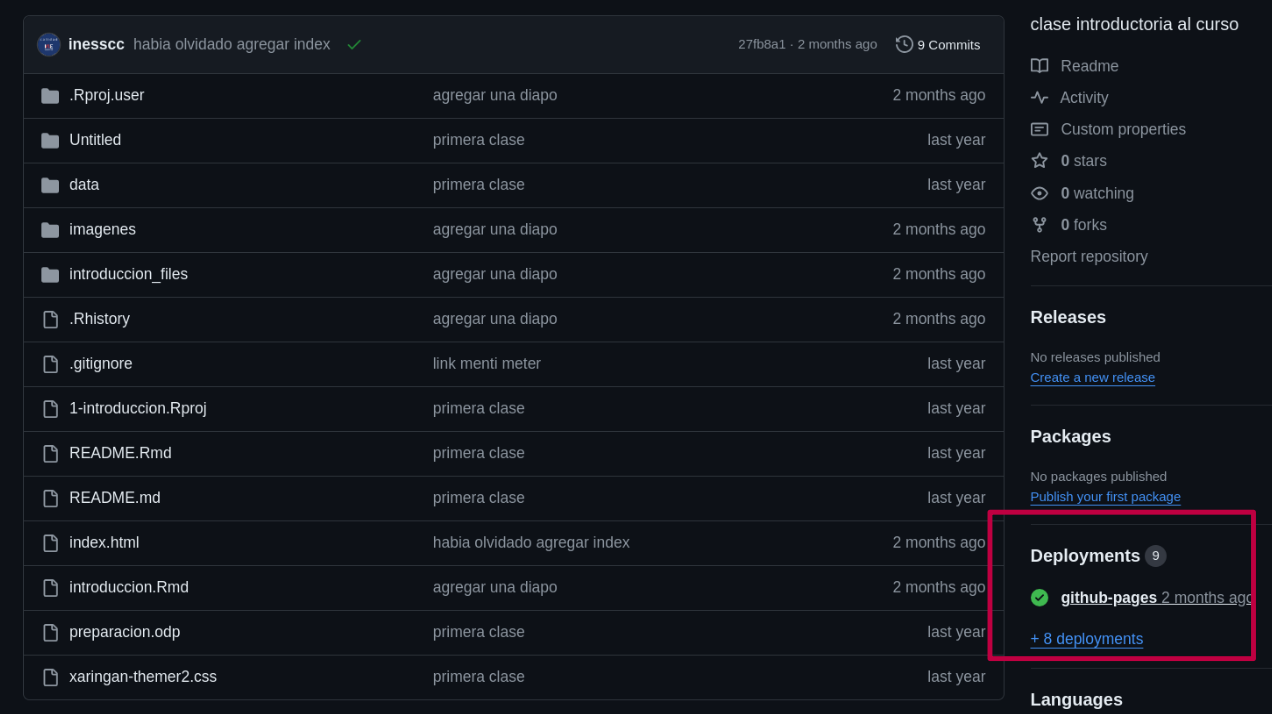 inesscc habia olvidado agregar index 27fb8a1 · 2 months ago 9 Commits
.Rproj.user agregar una diapo 2 months ago
Untitled primera clase last year
data primera clase last year
imagenes agregar una diapo 2 months ago
introduccion_files agregar una diapo 2 months ago
.Rhistory agregar una diapo 2 months ago
.gitignore link menti meter last year
1-introduccion.Rproj primera clase last year
README.Rmd primera clase last year
README.md primera clase last year
index.html habia olvidado agregar index 2 months ago
introduccion.Rmd agregar una diapo 2 months ago
preparacion.odp primera clase last year
xaringan-themer2.css primera clase last year
clase introductoria al curso
Readme
Activity
Custom properties
0 stars
0 watching
0 forks
Report repository
Releases
No releases published
Create a new release
Packages
No packages published
Publish your first package
Deployments 9
github-pages 2 months ago
+ 8 deployments
Languages